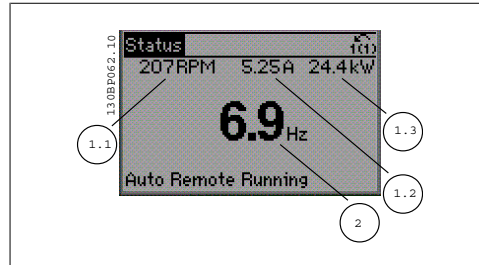 130BP062.10
Status
1(1)
207RPM 5.25A 24.4kW
6.9Hz
Auto Remote Running
1.1
1.3
1.2
2